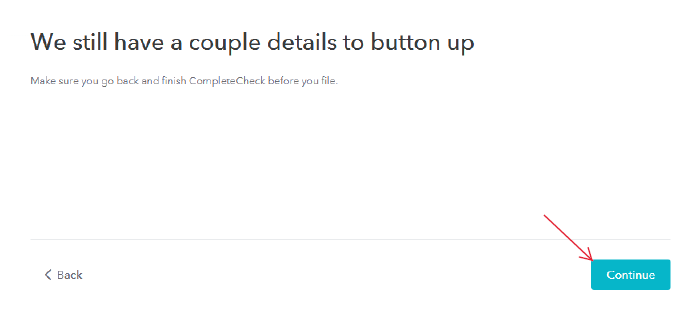 We still have a couple details to button up
Make sure you go back and finish CompleteCheck before you file.
Back
Continue